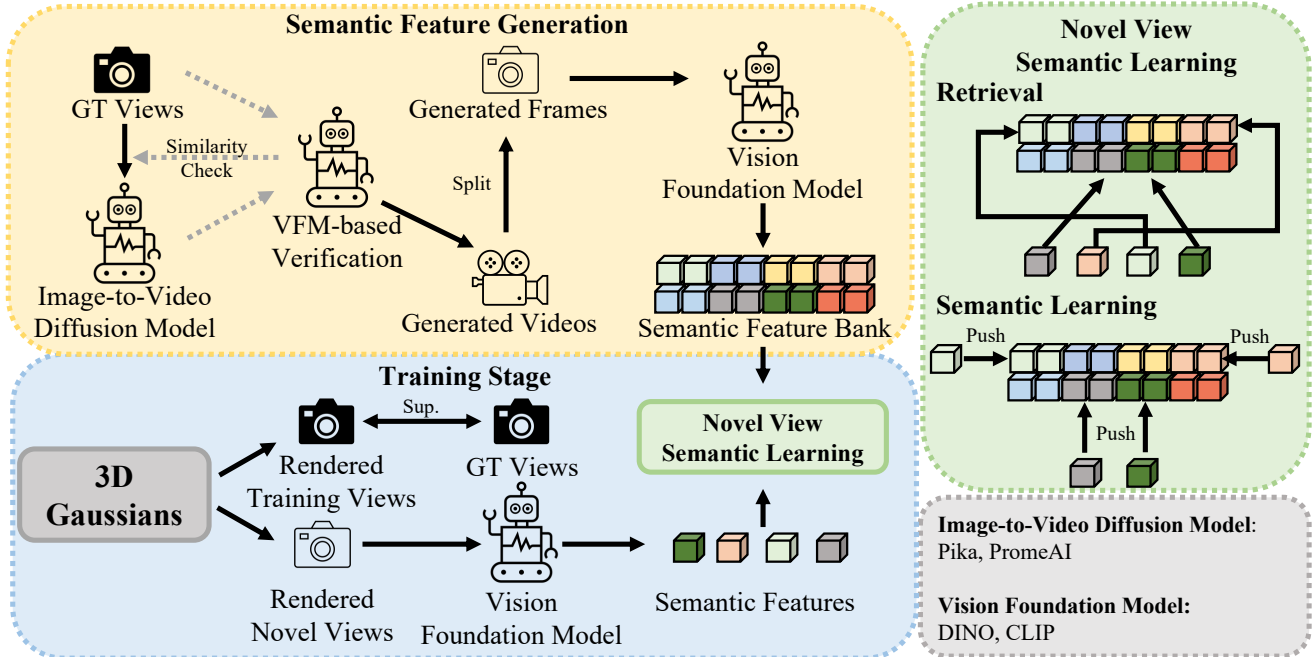 Semantic Feature Generation
GT Views
Similarity
Check
Image-to-Video
Diffusion Model
VFM-based
Verification
Generated Frames
Split
Generated Videos
Vision
Foundation Model
Semantic Feature Bank
Training Stage
3D
Gaussians
Sup.
Rendered
Training Views
GT Views
Rendered
Novel Views
Vision
Foundation Model
Semantic Features
Novel View
Semantic Learning
Novel View
Semantic Learning
Retrieval
Semantic Learning
Push
Push
Push
Image-to-Video Diffusion Model:
Pika, PromeAI
Vision Foundation Model:
DINO, CLIP